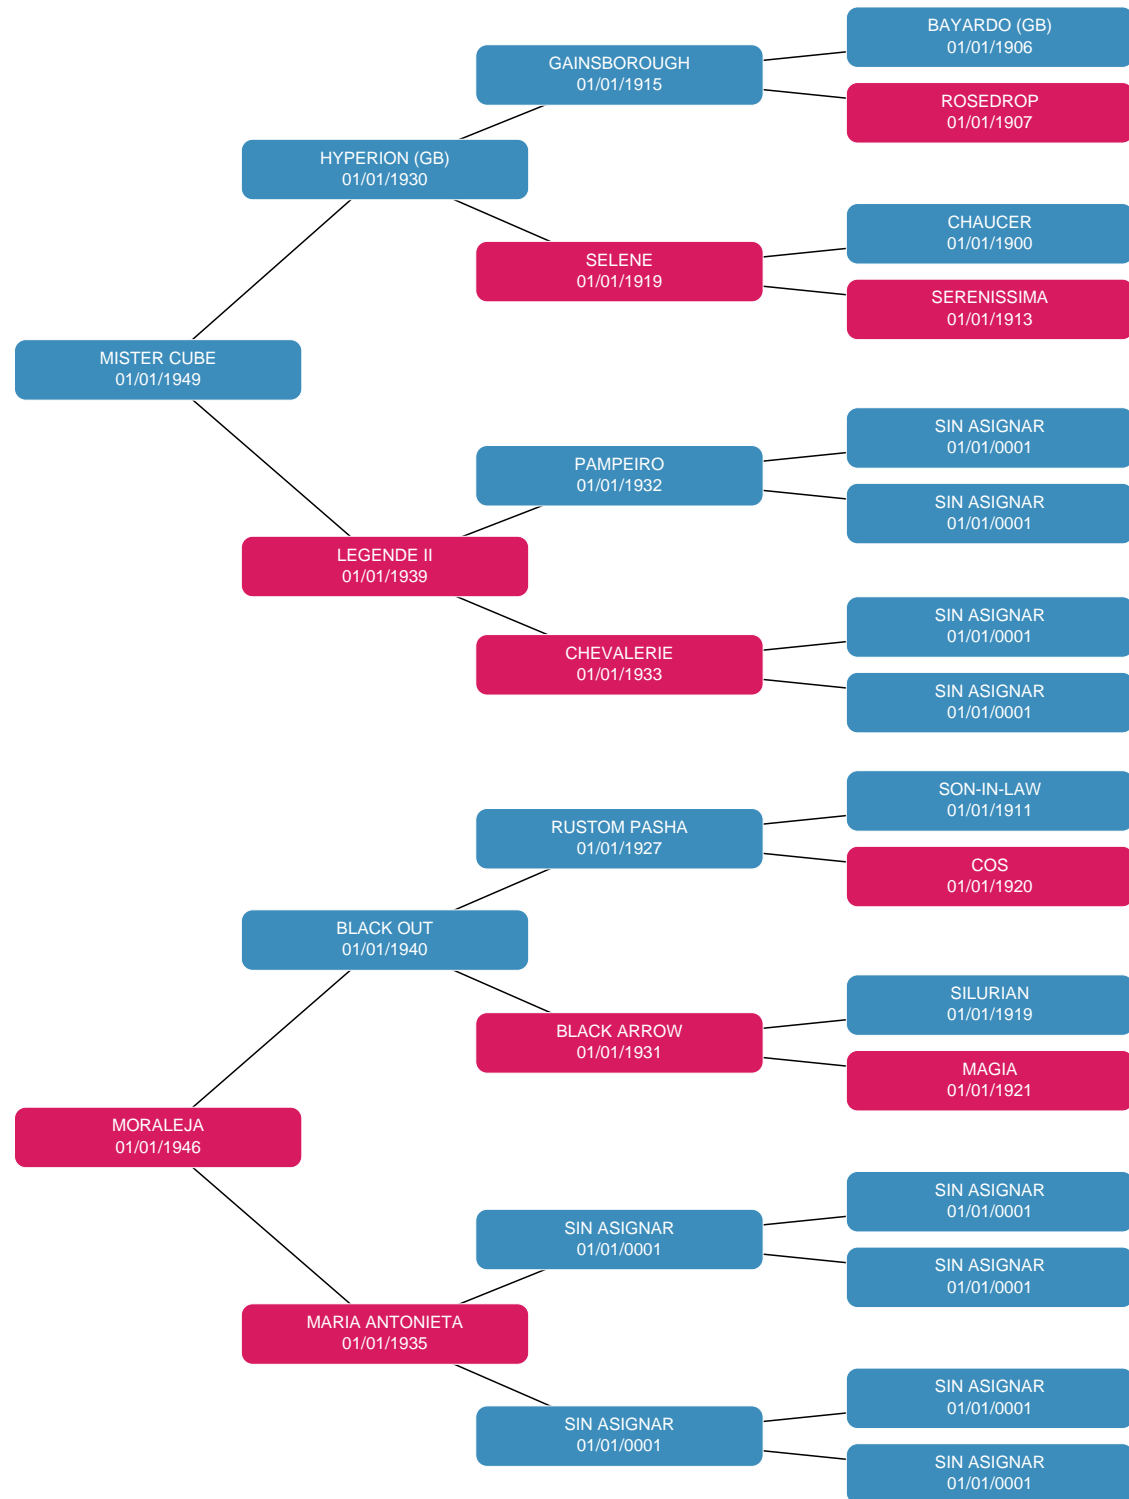 BAYARDO (GB)
01/01/1906
GAINSBOROUGH
01/01/1915
ROSEDROP
01/01/1907
HYPERION (GB)
01/01/1930
CHAUCER
01/01/1900
SELENE
01/01/1919
SERENISSIMA
01/01/1913
MISTER CUBE
01/01/1949
SIN ASIGNAR
01/01/0001
PAMPEIRO
01/01/1932
SIN ASIGNAR
01/01/0001
LEGENDE II
01/01/1939
SIN ASIGNAR
01/01/0001
CHEVALERIE
01/01/1933
SIN ASIGNAR
01/01/0001
SON-IN-LAW
01/01/1911
RUSTOM PASHA
01/01/1927
COS
01/01/1920
BLACK OUT
01/01/1940
SILURIAN
01/01/1919
BLACK ARROW
01/01/1931
MAGIA
01/01/1921
MORALEJA
01/01/1946
SIN ASIGNAR
01/01/0001
SIN ASIGNAR
01/01/0001
SIN ASIGNAR
01/01/0001
MARIA ANTONIETA
01/01/1935
SIN ASIGNAR
01/01/0001
SIN ASIGNAR
01/01/0001
SIN ASIGNAR
01/01/0001